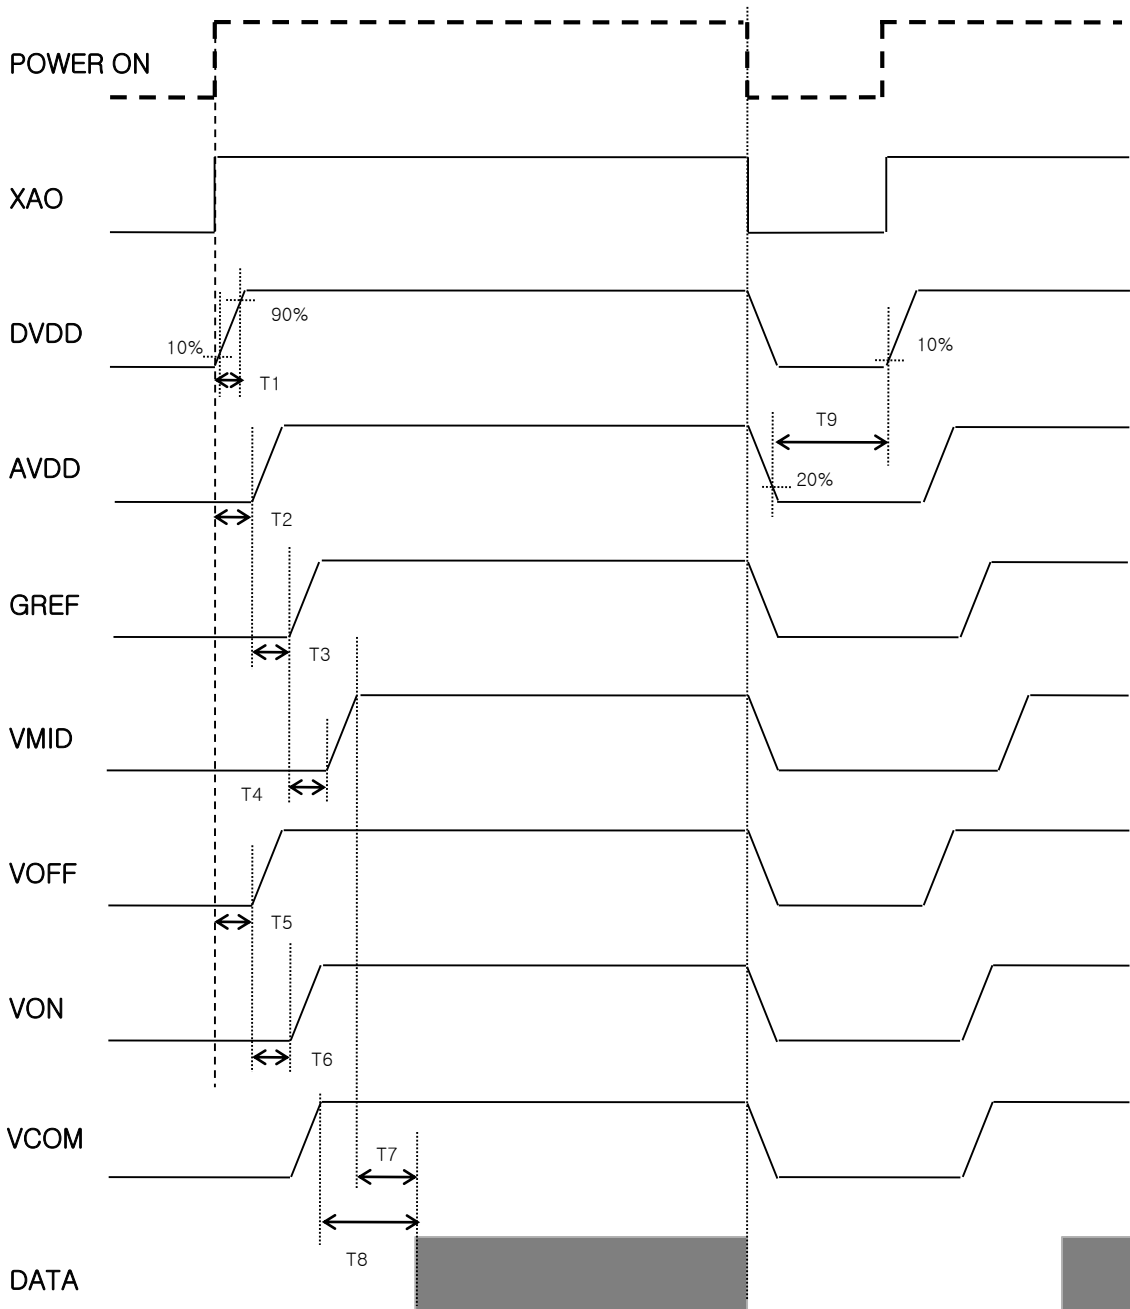 POWER ON
XAO
90%
DVDD
10%
10%
T1
T9
AVDD
20%
T2
GREF
T3
VMID
T4
VOFF
T5
VON
T6
VCOM
T7
T8
DATA